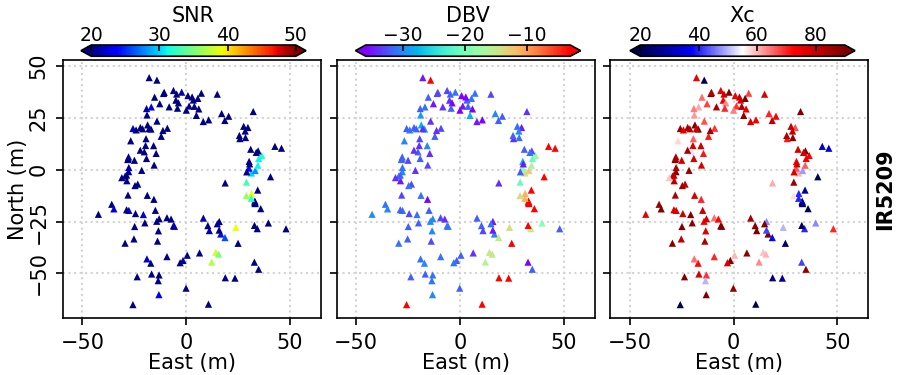 SNR DBV Xc
20 30 40 50 −30 −20 −10 20 40 60 80
50
25
0
−25
−50
North (m)
IR5209
−50 0 50 −50 0 50 −50 0 50
East (m) East (m) East (m)